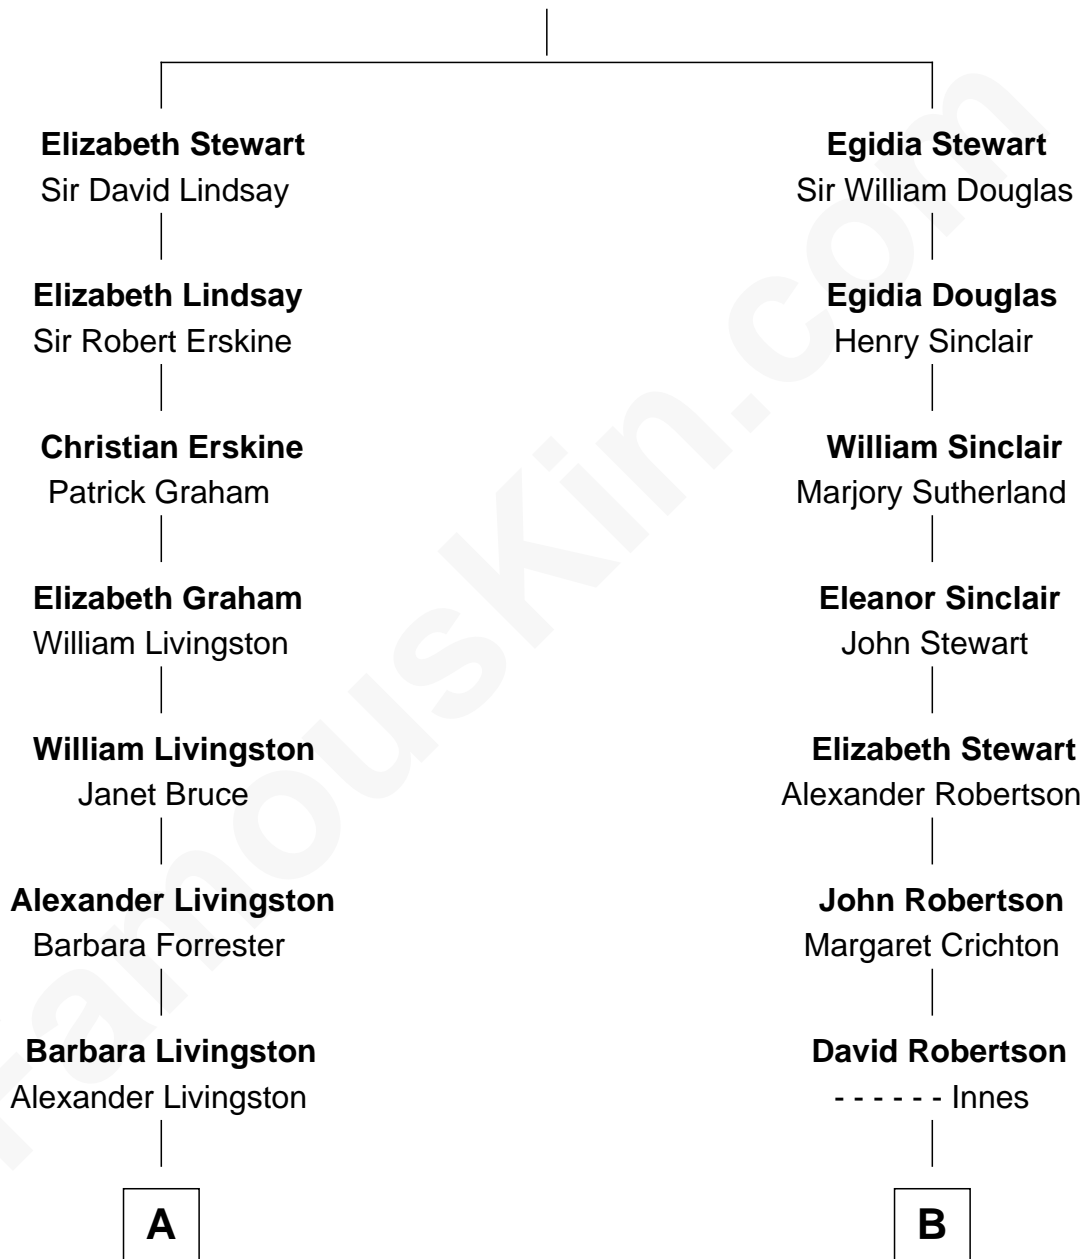 Elizabeth Stewart
Sir David Lindsay
Elizabeth Lindsay
Sir Robert Erskine
Christian Erskine
Patrick Graham
Elizabeth Graham
William Livingston
William Livingston
Janet Bruce
Alexander Livingston
Barbara Forrester
Barbara Livingston
Alexander Livingston
A
Egidia Stewart
Sir William Douglas
Egidia Douglas
Henry Sinclair
William Sinclair
Marjory Sutherland
Eleanor Sinclair
John Stewart
Elizabeth Stewart
Alexander Robertson
John Robertson
Margaret Crichton
David Robertson
- - - - - - Innes
B
FamousKin.com